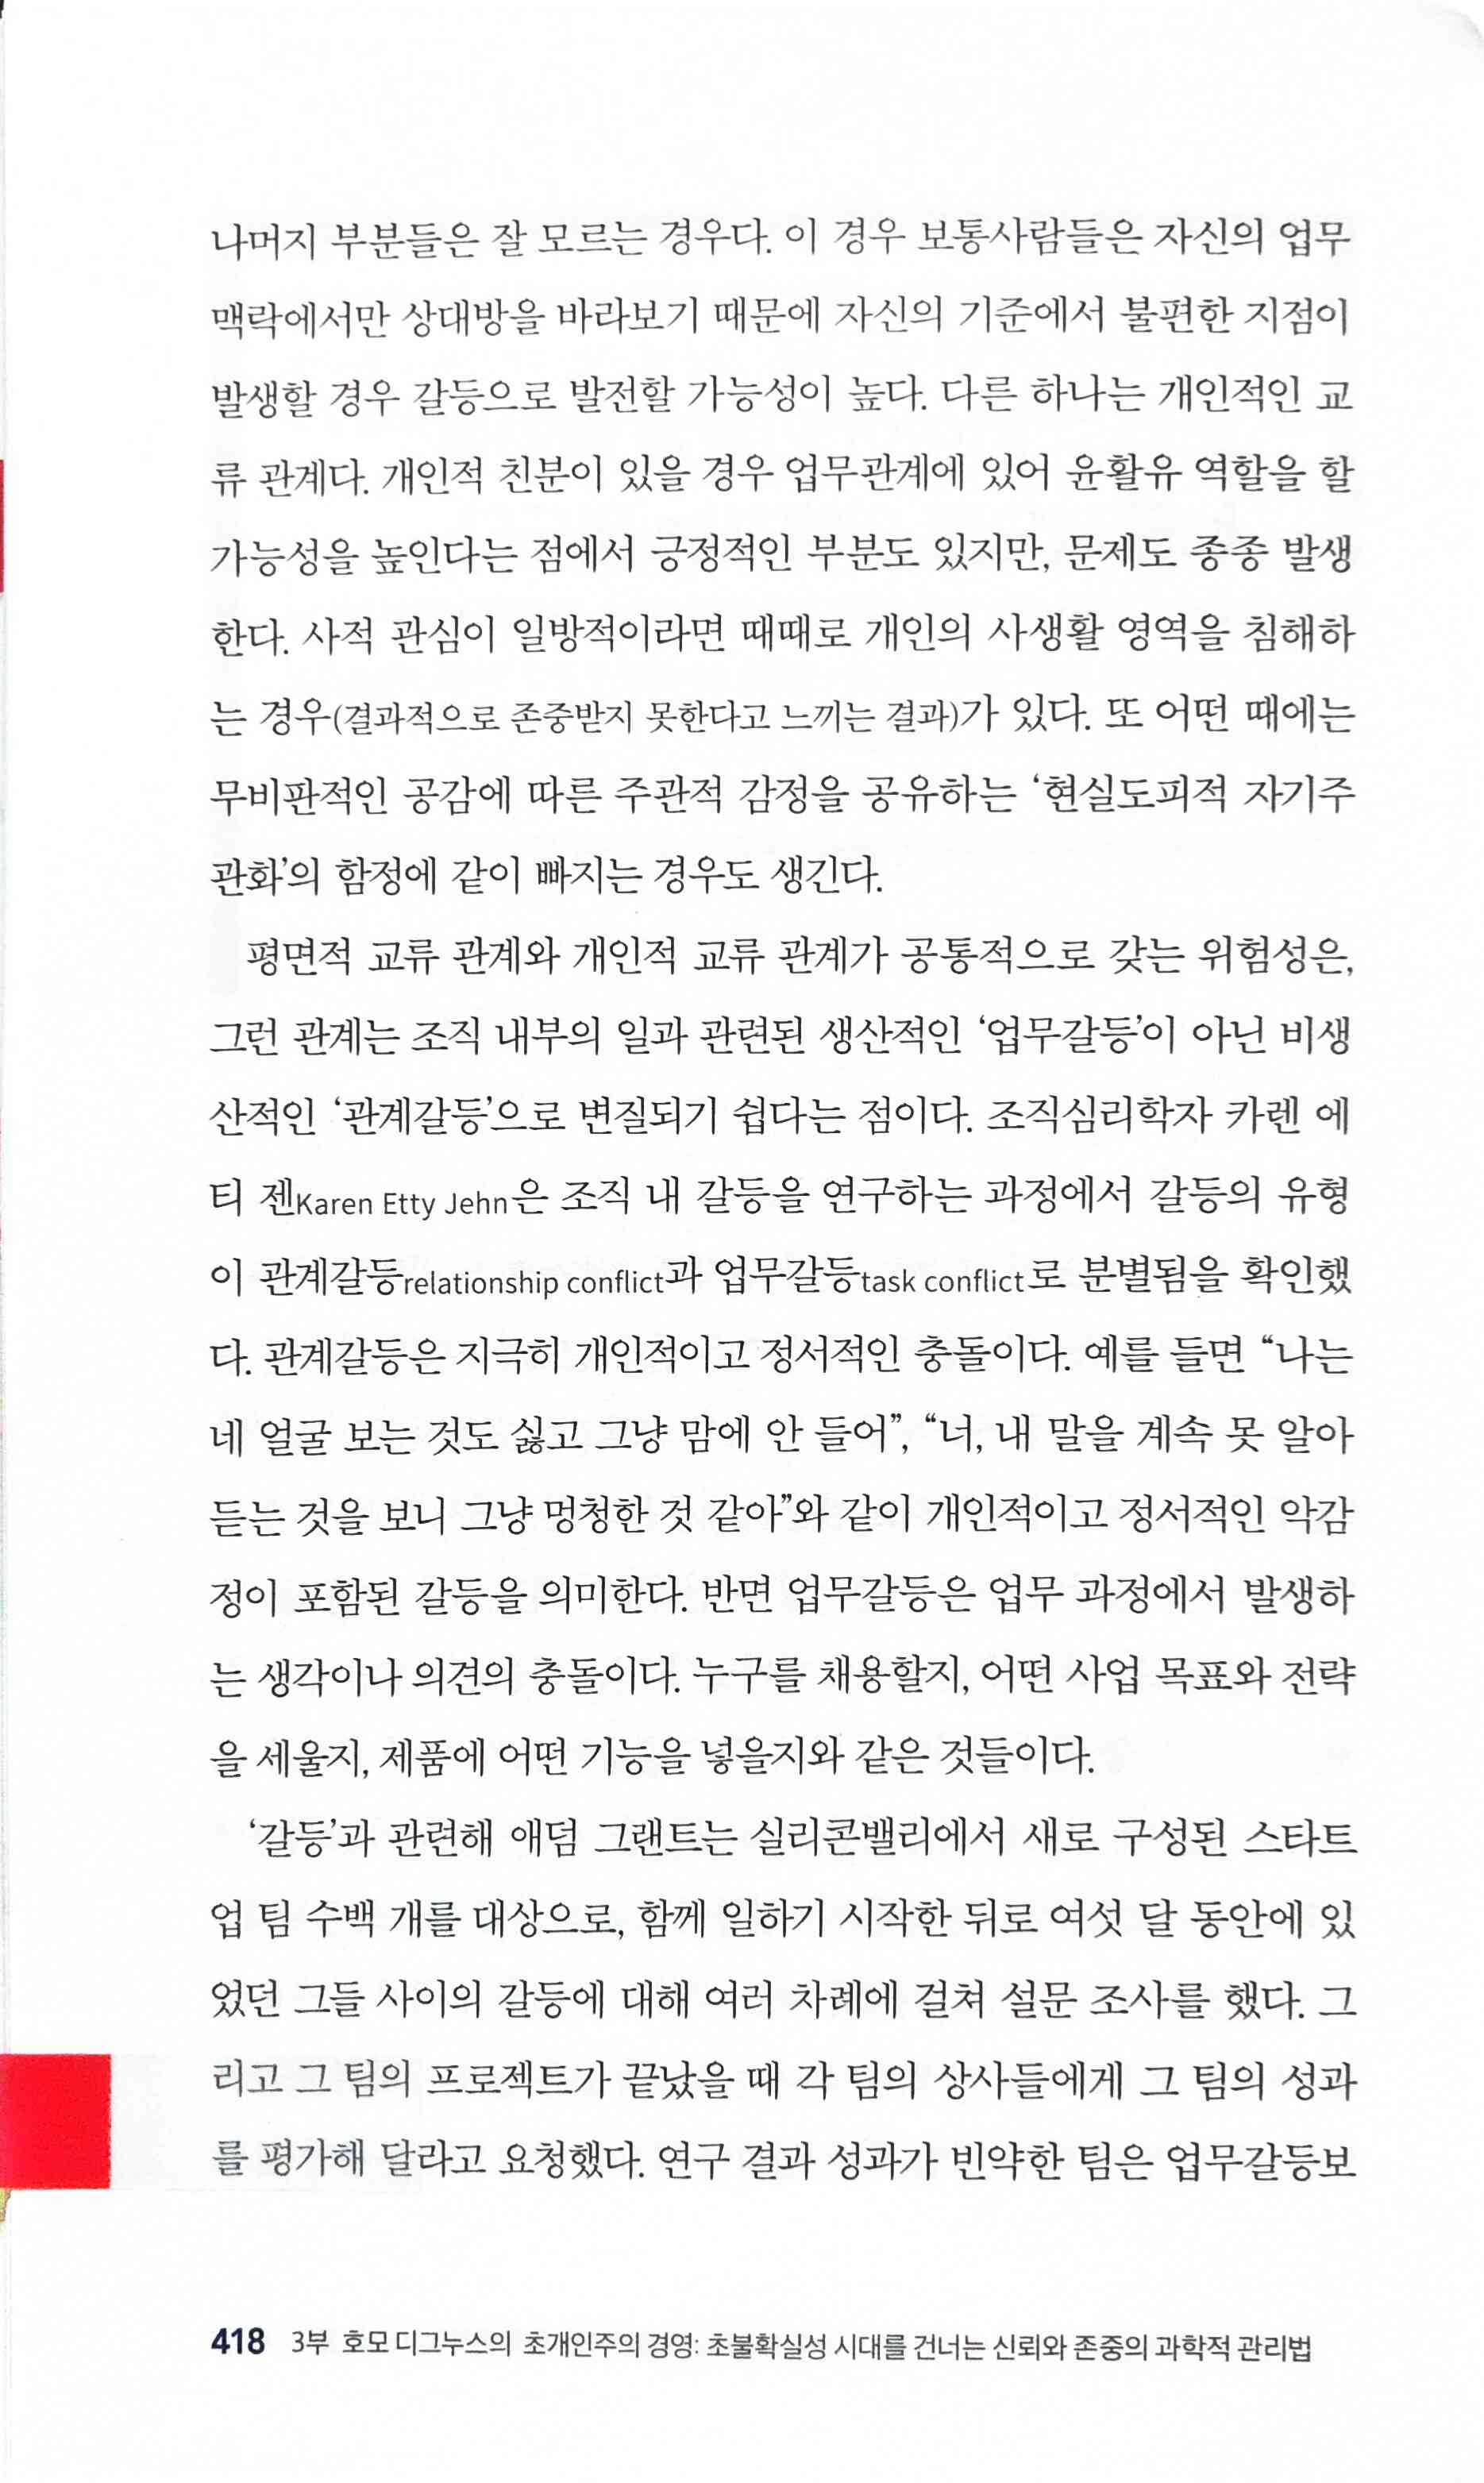 나머지 부분들은 잘 모르는 경우다. 이 경우 보통사람들은 자신의 업무
맥락에서만 상대방을 바라보기 때문에 자신의 기준에서 불편한 지점이
발생할 경우 갈등으로 발전할 가능성이 높다. 다른 하나는 개인적인 교
류 관계다. 개인적 친분이 있을 경우 업무관계에 있어 윤활유 역할을 할
가능성을 높인다는 점에서 긍정적인 부분도 있지만, 문제도 종종 발생
한다. 사적 관심이 일방적이라면 때때로 개인의 사생활 영역을 침해하
는 경우(결과적으로 존중받지 못한다고 느끼는 결과)가 있다. 또 어떤 때에는
무비판적인 공감에 따른 주관적 감정을 공유하는 ‘현실도피적 자기주
관화’의 함정에 같이 빠지는 경우도 생긴다.
평면적 교류 관계와 개인적 교류 관계가 공통적으로 갖는 위험성은,
그런 관계는 조직 내부의 일과 관련된 생산적인 ‘업무갈등’이 아닌 비생
산적인 ‘관계갈등’으로 변질되기 쉽다는 점이다. 조직심리학자 카렌 에
티 젠Karen Etty Jehn은 조직 내 갈등을 연구하는 과정에서 갈등의 유형
이 관계갈등relationship conflict과 업무갈등task conflict로 분별됨을 확인했
다. 관계갈등은 지극히 개인적이고 정서적인 충돌이다. 예를 들면 “나는
네 얼굴 보는 것도 싫고 그냥 맘에 안 들어”, “너, 내 말을 계속 못 알아
듣는 것을 보니 그냥 멍청한 것 같아”와 같이 개인적이고 정서적인 악감
정이 포함된 갈등을 의미한다. 반면 업무갈등은 업무 과정에서 발생하
는 생각이나 의견의 충돌이다. 누구를 채용할지, 어떤 사업 목표와 전략
을 세울지, 제품에 어떤 기능을 넣을지와 같은 것들이다.
‘갈등’과 관련해 애덤 그랜트는 실리콘밸리에서 새로 구성된 스타트
업 팀 수백 개를 대상으로, 함께 일하기 시작한 뒤로 여섯 달 동안에 있
었던 그들 사이의 갈등에 대해 여러 차례에 걸쳐 설문 조사를 했다. 그
리고 그 팀의 프로젝트가 끝났을 때 각 팀의 상사들에게 그 팀의 성과
를 평가해 달라고 요청했다. 연구 결과 성과가 빈약한 팀은 업무갈등보
418 3부 호모 디그누스의 초개인주의 경영: 초불확실성 시대를 건너는 신뢰와 존중의 과학적 관리법